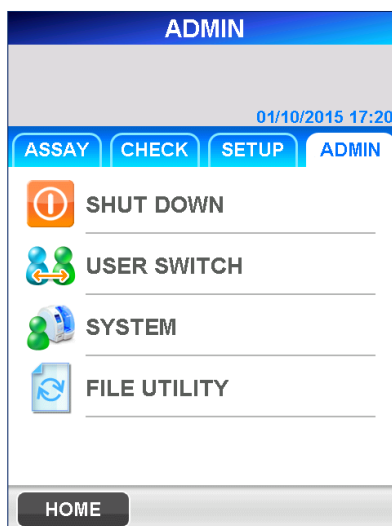 ADMIN
01/10/2015 17:20
ASSAY CHECK SETUP ADMIN
SHUT DOWN
USER SWITCH
SYSTEM
FILE UTILITY
HOME